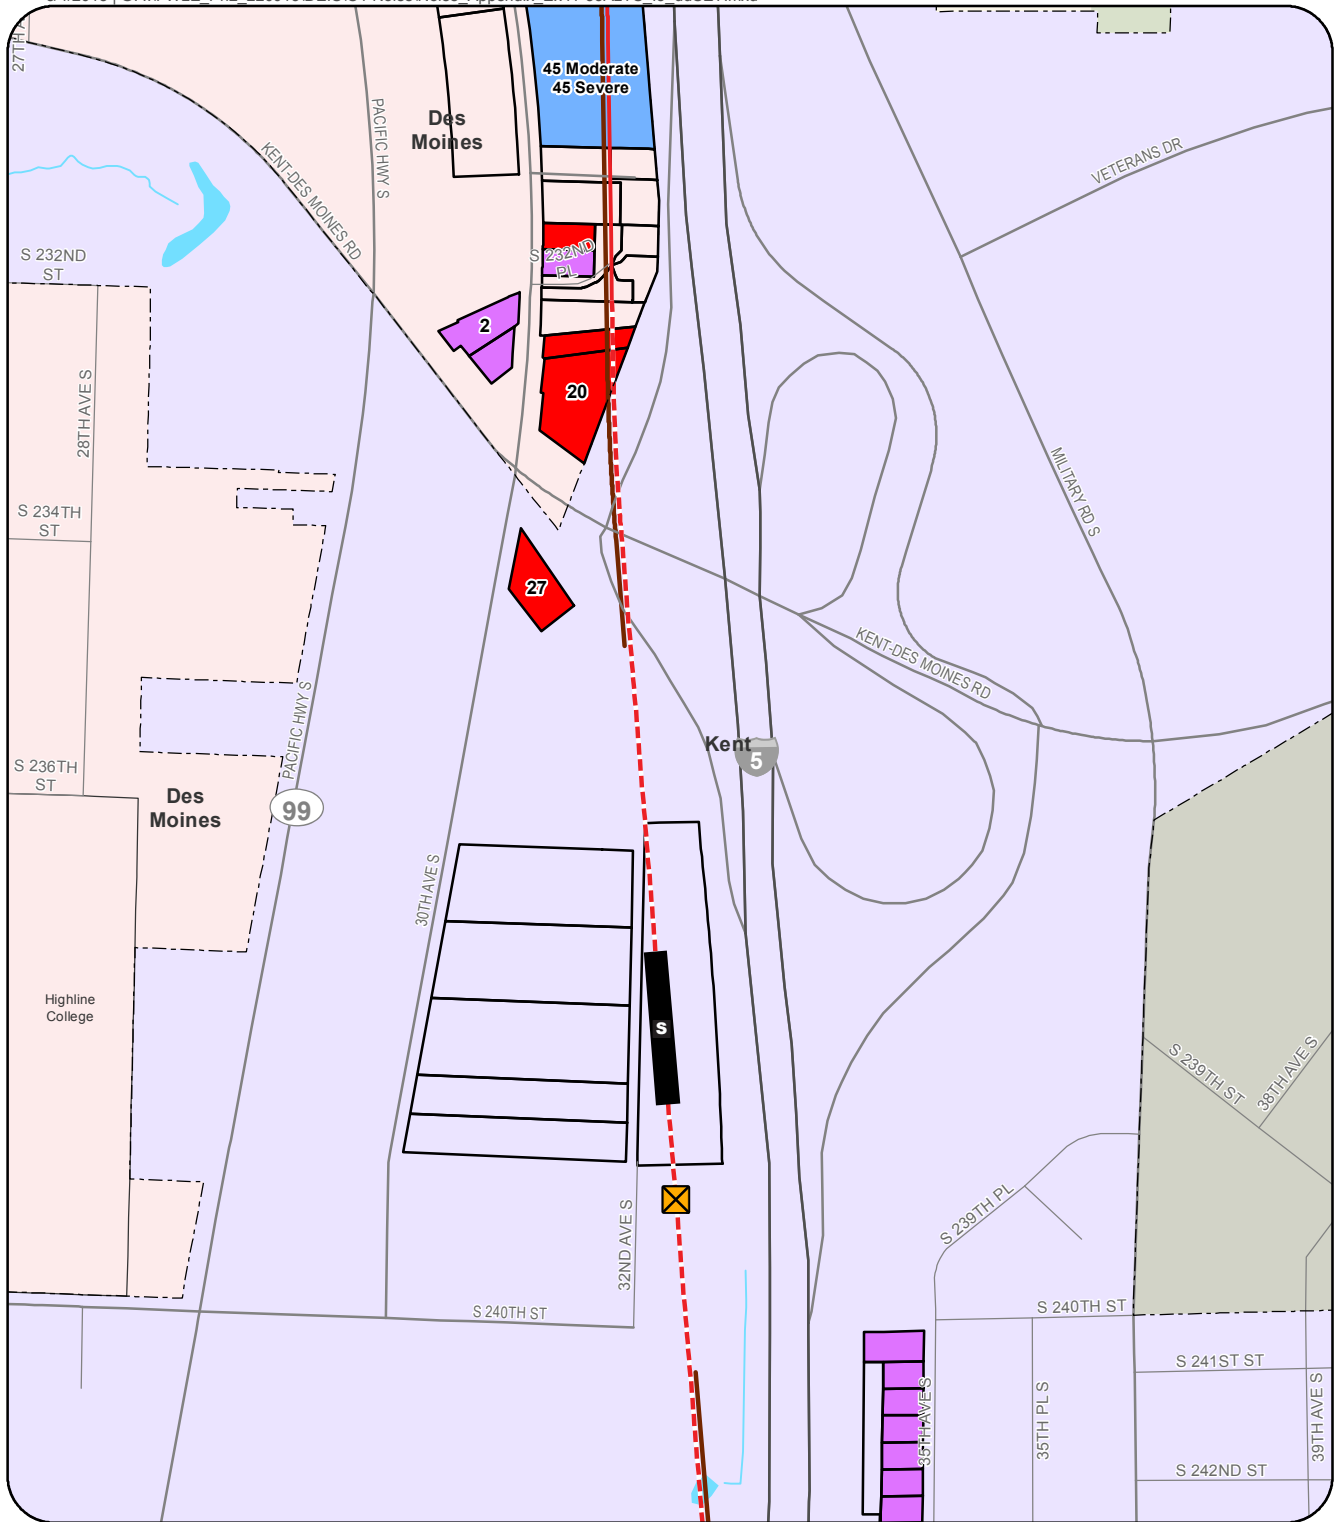 45 Moderate
45 Severe
Des
Moines
27TH A
PACIFIC HWY S
KENT-DES MOINES RD
VETERANS DR
S 232ND
ST
S 232ND
PL
2
20
28TH AVE S
MILITARY RD S
S 234TH
ST
27
KENT-DES MOINES RD
PACIFIC HWY S
Kent
5
S 236TH
ST
Des
Moines
99
30TH AVE S
Highline
College
S
S 239TH ST
38TH AVE S
S 239TH PL
32ND AVE S
S 240TH ST
S 240TH ST
S 241ST ST
35TH AVE S
35TH PL S
39TH AVE S
S 242ND ST